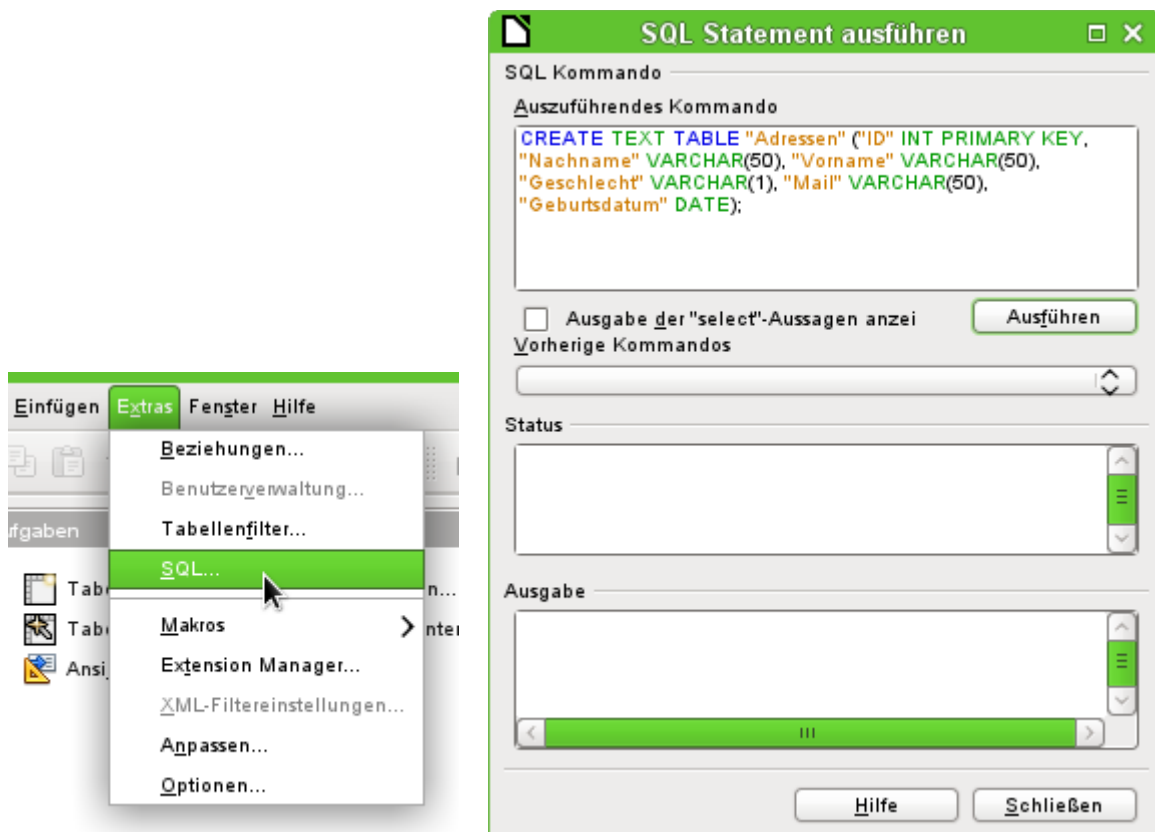 Einfügen Extras Fenster Hilfe
Beziehungen...
Benutzerverwaltung...
Tabellenfilter...
SQL...
Makros
Extension Manager...
XML-Filtereinstellungen...
Anpassen...
Optionen...
SQL Statement ausführen
SQL Kommando
Auszuführendes Kommando
CREATE TEXT TABLE "Adressen" ("ID" INT PRIMARY KEY,
"Nachname" VARCHAR(50), "Vorname" VARCHAR(50),
"Geschlecht" VARCHAR(1), "Mail" VARCHAR(50),
"Geburtsdatum" DATE);
Ausgabe der "select"-Aussagen anzei
Ausführen
Vorherige Kommandos
Status
Ausgabe
Hilfe
Schließen